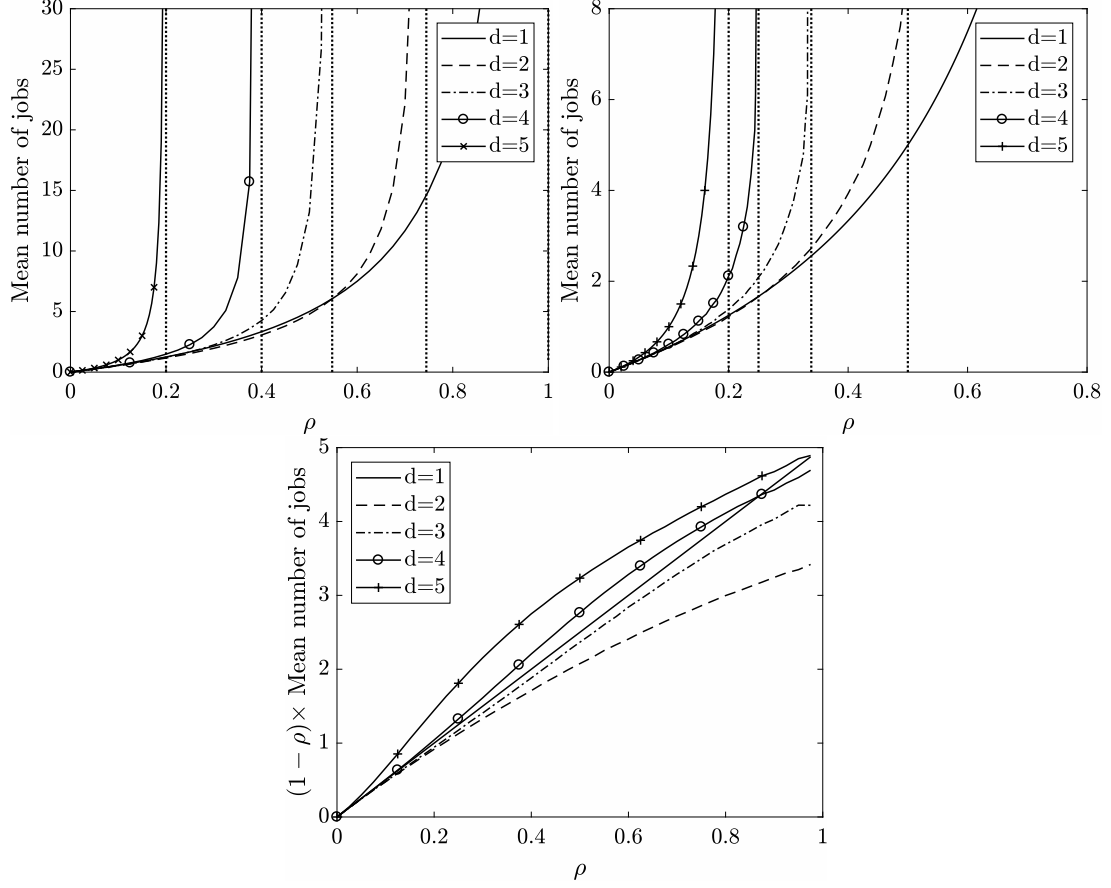 Mean number of jobs
30
25
20
15
10
5
0
0
0.2
0.4
0.6
0.8
1
ρ
d=1
d=2
d=3
d=4
d=5
Mean number of jobs
8
6
4
2
0
0
0.2
0.4
0.6
0.8
ρ
d=1
d=2
d=3
d=4
d=5
(1 − ρ)× Mean number of jobs
5
4
3
2
1
0
0
0.2
0.4
0.6
0.8
1
ρ
d=1
d=2
d=3
d=4
d=5